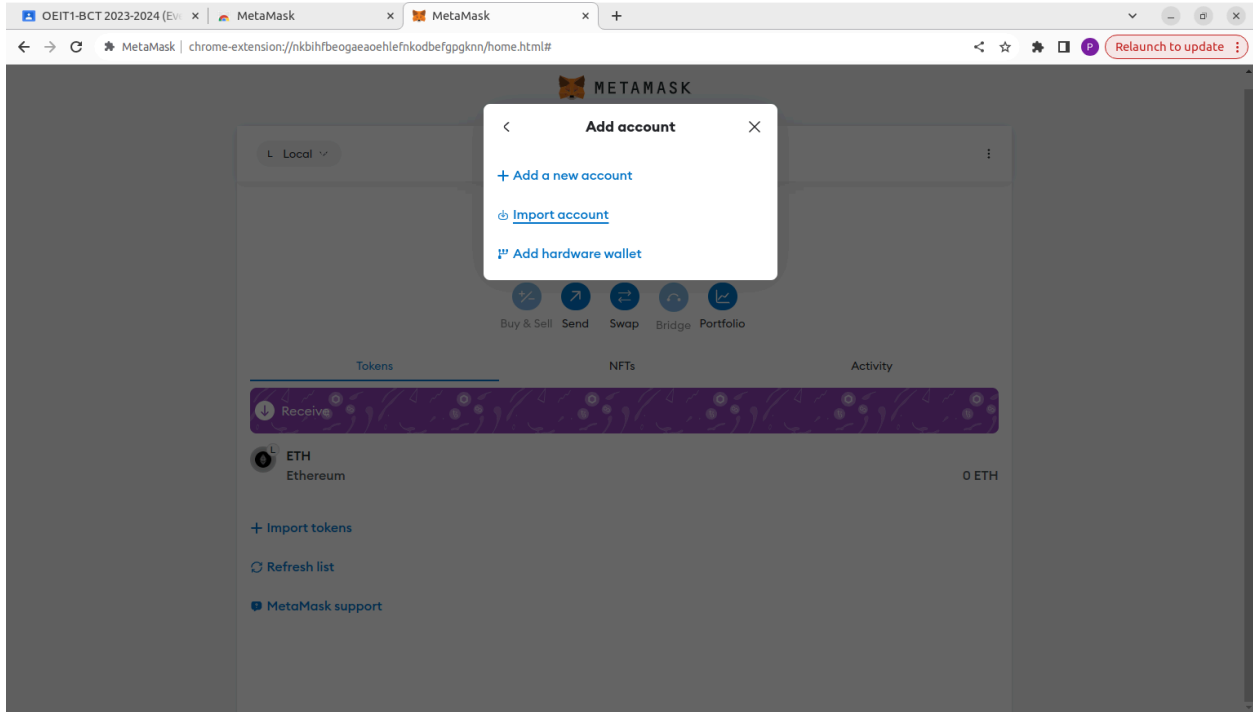 OEIT1-BCT 2023-2024 (Ev
MetaMask
MetaMask
MetaMask
chrome-extension://nkbihfbeogaeaoehlefnkodbefgpgknn/home.html#
P
Relaunch to update
METAMASK
Add account
L Local
+ Add a new account
Import account
Add hardware wallet
Buy & Sell
Send
Swap
Bridge
Portfolio
Tokens
NFTs
Activity
Receive
L
ETH
Ethereum
0 ETH
+ Import tokens
Refresh list
MetaMask support